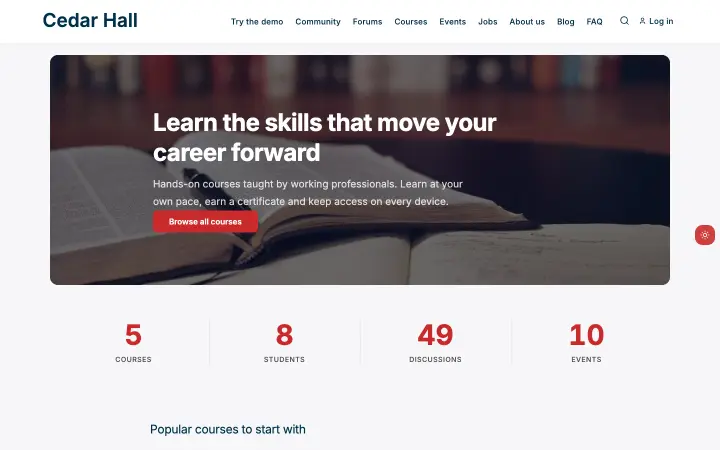 Cedar Hall
Try the demo Community Forums Courses Events Jobs About us Blog FAQ Log in
Learn the skills that move your
career forward
Hands-on courses taught by working professionals. Learn at your
own pace, earn a certificate and keep access on every device.
Browse all courses
5 8 49 10
COURSES STUDENTS DISCUSSIONS EVENTS
Popular courses to start with